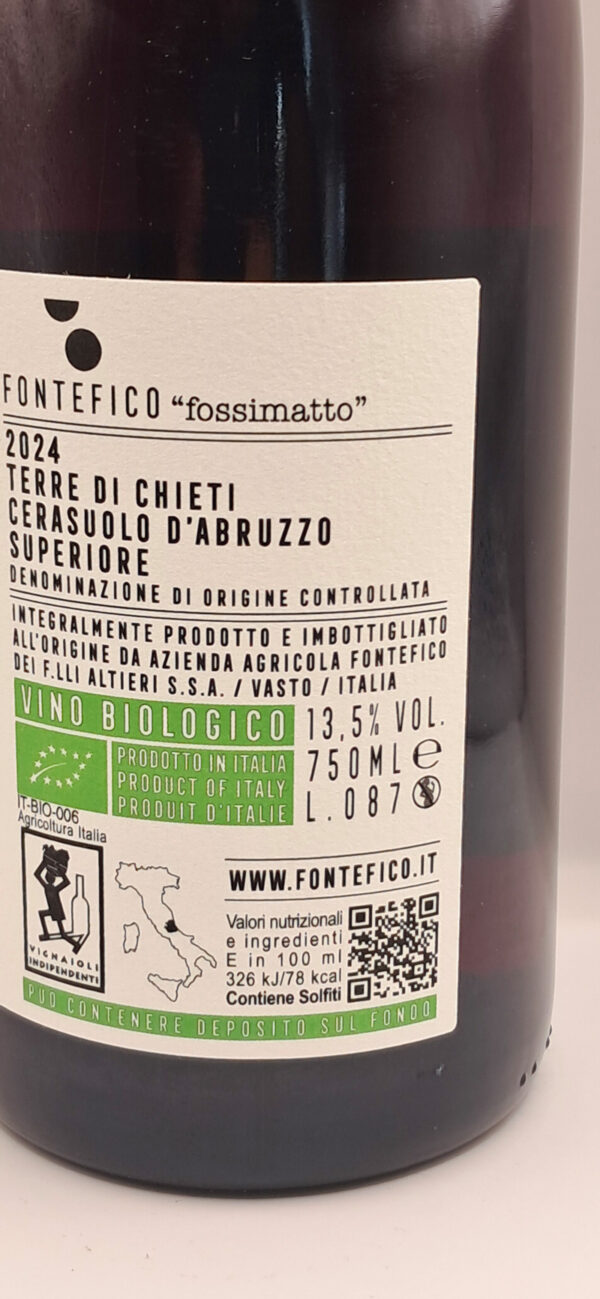 FONTEFICO “fossimatto”
2024
TERRE DI CHIETI
CERASUOLO D'ABRUZZO
SUPERIORE
DENOMINAZIONE DI ORIGINE CONTROLLATA
INTEGRALMENTE PRODOTTO E IMBOTTIGLIATO
ALL'ORIGINE DA AZIENDA AGRICOLA FONTEFICO
DEI F.LLI ALTIERI S.S.A. / VASTO / ITALIA
VINO BIOLOGICO
PRODOTTO IN ITALIA
PRODUCT OF ITALY
PRODUIT D'ITALIE
13,5% VOL.
750ML e
L.087
IT-BIO-006
Agricoltura Italia
VIGNAIOLI
INDIPENDENTI
WWW.FONTEFICO.IT
Valori nutrizionali
e ingredienti
E in 100 ml
326 kJ/78 kcal
Contiene Solfiti
PUÒ CONTENERE DEPOSITO SUL FONDO